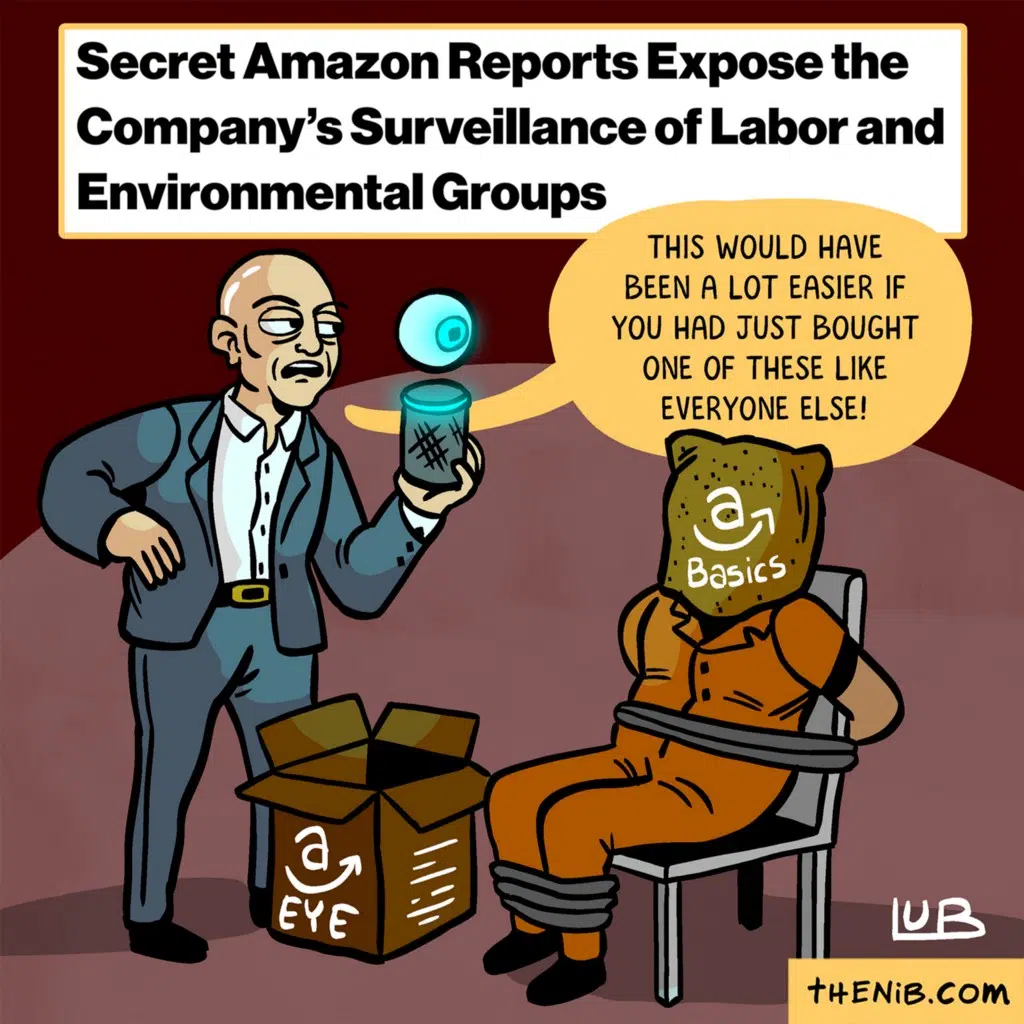 Secret Amazon Reports Expose the
Company's Surveillance of Labor and
Environmental Groups
THIS WOULD HAVE
BEEN A LOT EASIER IF
YOU HAD JUST BOUGHT
ONE OF THESE LIKE
EVERYONE ELSE!
a
Basics
a
EYE
LUB
THENiB.COM